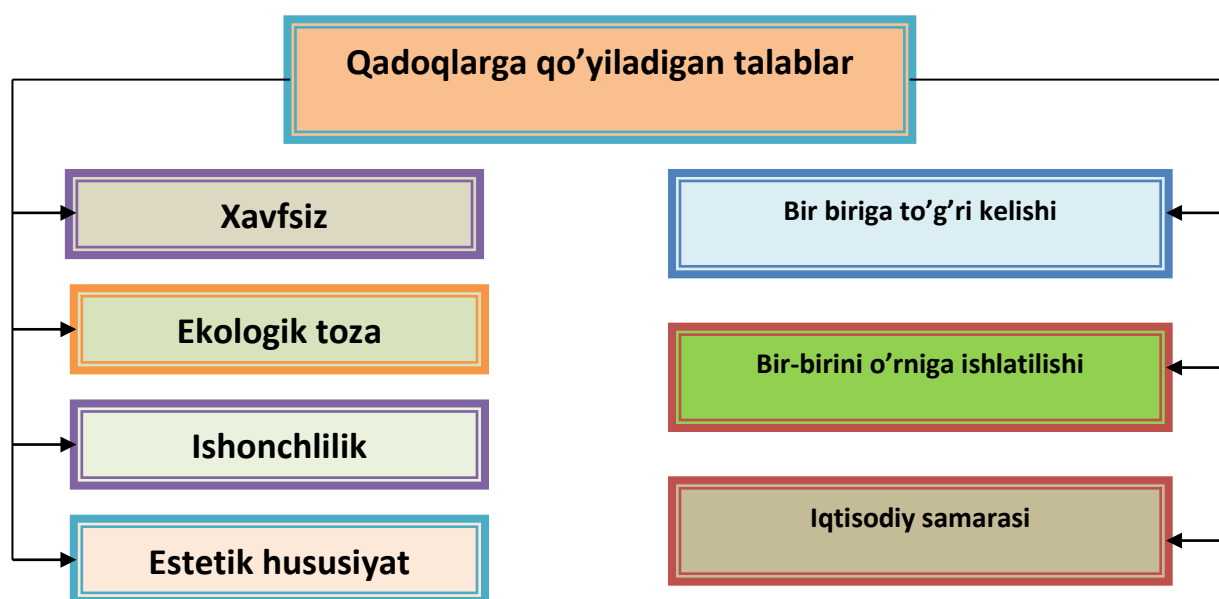 Qadoqlarga qo’yiladigan talablar
Xavfsiz
Ekologik toza
Ishonchlilik
Estetik hususiyat
Bir biriga to’g’ri kelishi
Bir-birini o’rniga ishlatilishi
Iqtisodiy samarasi